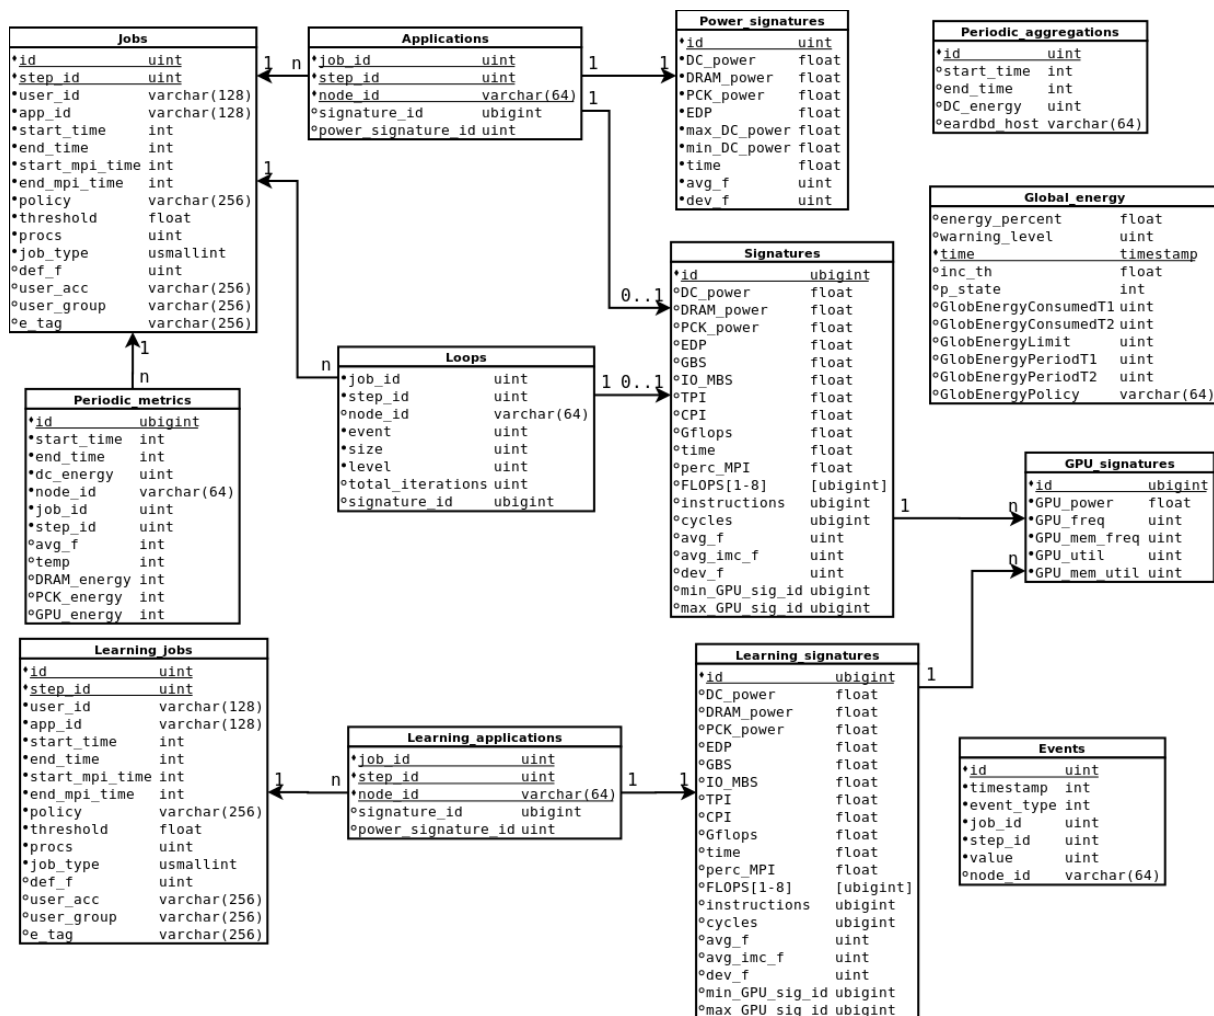 Jobs
id uint
step_id uint
user_id varchar(128)
app_id varchar(128)
start_time int
end_time int
start_mpi_time int
end_mpi_time int
policy varchar(256)
threshold float
procs uint
job_type usmallint
def_f uint
user_acc varchar(256)
user_group varchar(256)
e_tag varchar(256)
1 n
Applications
job_id uint
step_id uint
node_id varchar(64)
signature_id ubigint
power_signature_id uint
1 1
1
0..1
Power_signatures
id uint
DC_power float
DRAM_power float
PCK_power float
EDP float
max_DC_power float
min_DC_power float
time float
avg_f uint
dev_f uint
Periodic_aggregations
id uint
start_time int
end_time int
DC_energy uint
eardbd_host varchar(64)
Global_energy
energy_percent float
warning_level uint
time timestamp
inc_th float
p_state int
GlobEnergyConsumedT1 uint
GlobEnergyConsumedT2 uint
GlobEnergyLimit uint
GlobEnergyPeriodT1 uint
GlobEnergyPeriodT2 uint
GlobEnergyPolicy varchar(64)
Signatures
id ubigint
DC_power float
DRAM_power float
PCK_power float
EDP float
GBS float
IO_MBS float
TPI float
CPI float
Gflops float
time float
perc_MPI float
FLOPS[1-8] [ubigint]
instructions ubigint
cycles ubigint
avg_f uint
avg_imc_f uint
dev_f uint
min_GPU_sig_id ubigint
max_GPU_sig_id ubigint
1
n
Loops
job_id uint
step_id uint
node_id varchar(64)
event uint
size uint
level uint
total_iterations uint
signature_id ubigint
1 0..1
1
n
Periodic_metrics
id ubigint
start_time int
end_time int
dc_energy uint
node_id varchar(64)
job_id uint
step_id uint
avg_f int
temp int
DRAM_energy int
PCK_energy int
GPU_energy int
1 n
GPU_signatures
id ubigint
GPU_power float
GPU_freq uint
GPU_mem_freq uint
GPU_util uint
GPU_mem_util uint
n
1
Learning_jobs
id uint
step_id uint
user_id varchar(128)
app_id varchar(128)
start_time int
end_time int
start_mpi_time int
end_mpi_time int
policy varchar(256)
threshold float
procs uint
job_type usmallint
def_f uint
user_acc varchar(256)
user_group varchar(256)
e_tag varchar(256)
1 n
Learning_applications
job_id uint
step_id uint
node_id varchar(64)
signature_id ubigint
power_signature_id uint
1 1
Learning_signatures
id ubigint
DC_power float
DRAM_power float
PCK_power float
EDP float
GBS float
IO_MBS float
TPI float
CPI float
Gflops float
time float
perc_MPI float
FLOPS[1-8] [ubigint]
instructions ubigint
cycles ubigint
avg_f uint
avg_imc_f uint
dev_f uint
min_GPU_sig_id ubigint
max_GPU_sig_id ubigint
Events
id uint
timestamp int
event_type int
job_id uint
step_id uint
value uint
node_id varchar(64)